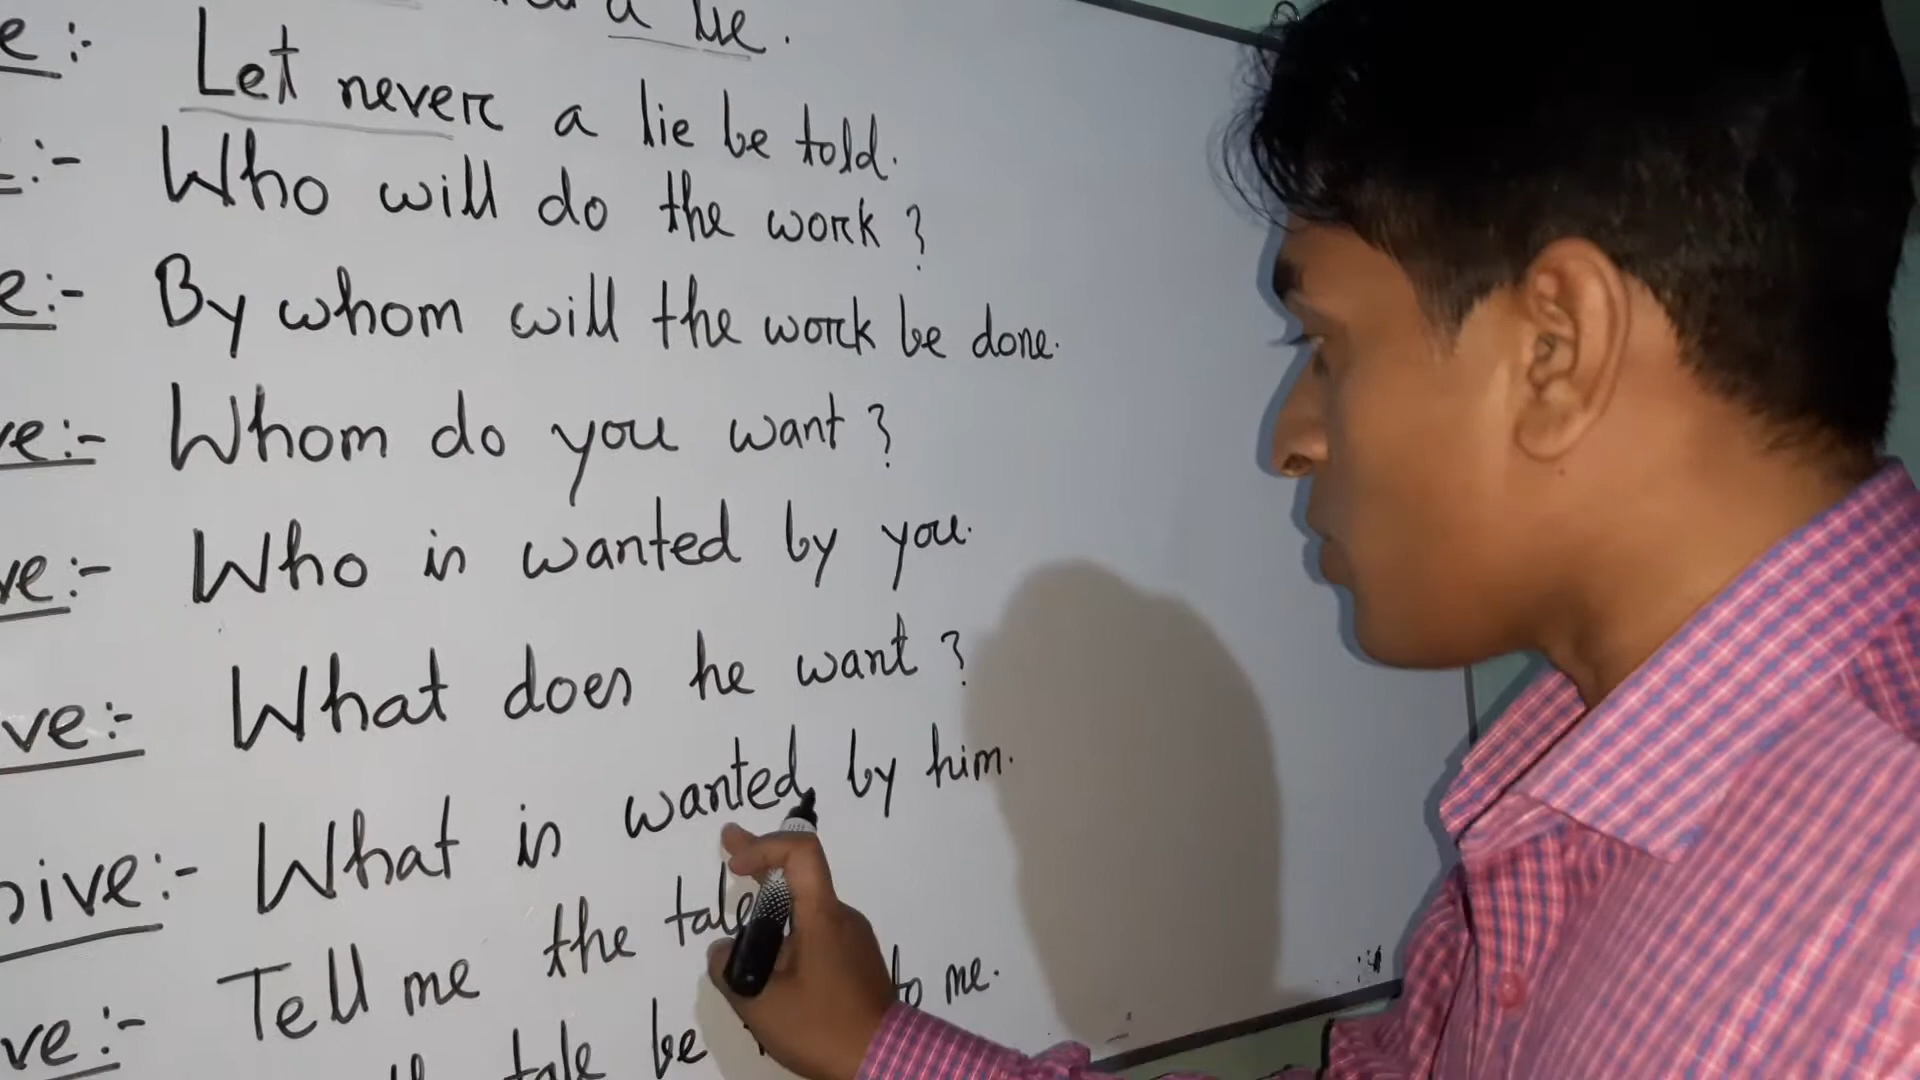 a lie.
e :- Let never a lie be told.
:- Who will do the work ?
e:- By whom will the work be done.
ve:- Whom do you want ?
ve:- Who is wanted by you.
ve:- What does he want ?
sive:- What is wanted by him.
ve:- Tell me the tale
tale be to me.